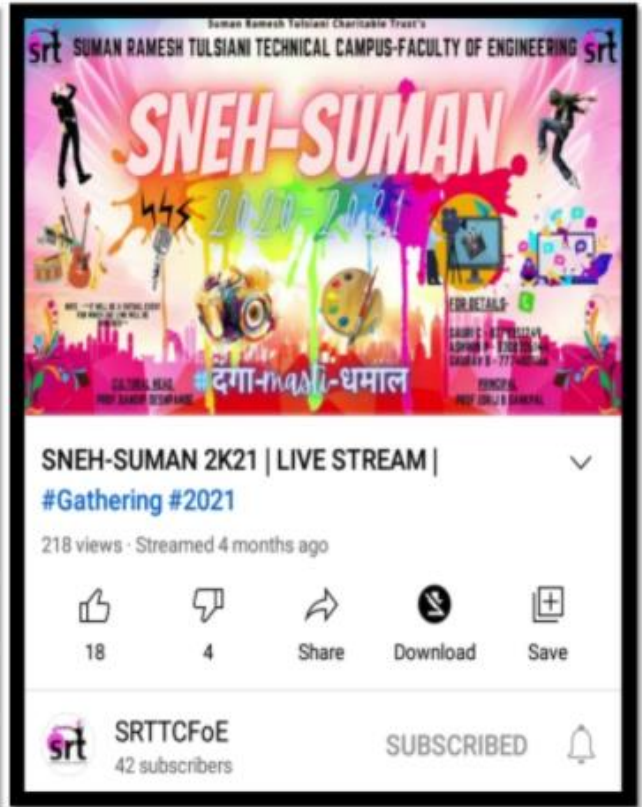 Suman Ramesh Tulsiani Charitable Trust's
srt SUMAN RAMESH TULSIANI TECHNICAL CAMPUS-FACULTY OF ENGINEERING srt
SNEH-SUMAN
2020-2021
FOR DETAILS-
#दंगा-masti-धमाल
CULTURAL HEAD
PRINCIPAL
SNEH-SUMAN 2K21 | LIVE STREAM |
#Gathering #2021
218 views · Streamed 4 months ago
18
4
Share
Download
Save
srt
SRTTCFoE
SUBSCRIBED
42 subscribers